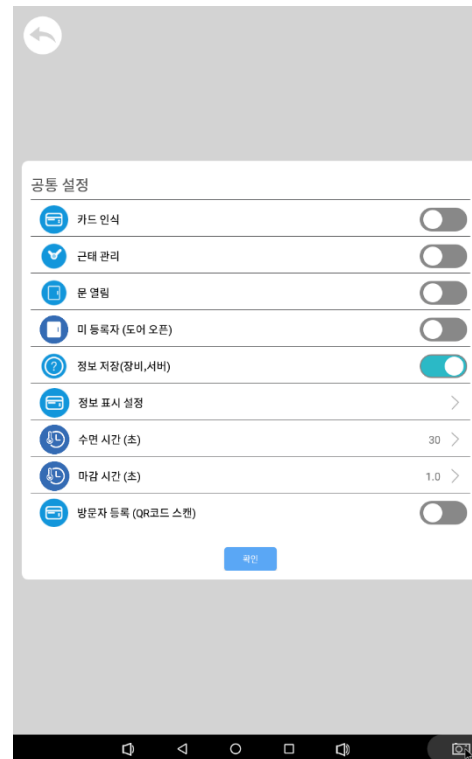 공통 설정
카드 인식
근태 관리
문 열림
미 등록자 (도어 오픈)
정보 저장(장비,서버)
정보 표시 설정
수면 시간 (초) 30
마감 시간 (초) 1.0
방문자 등록 (QR코드 스캔)
확인